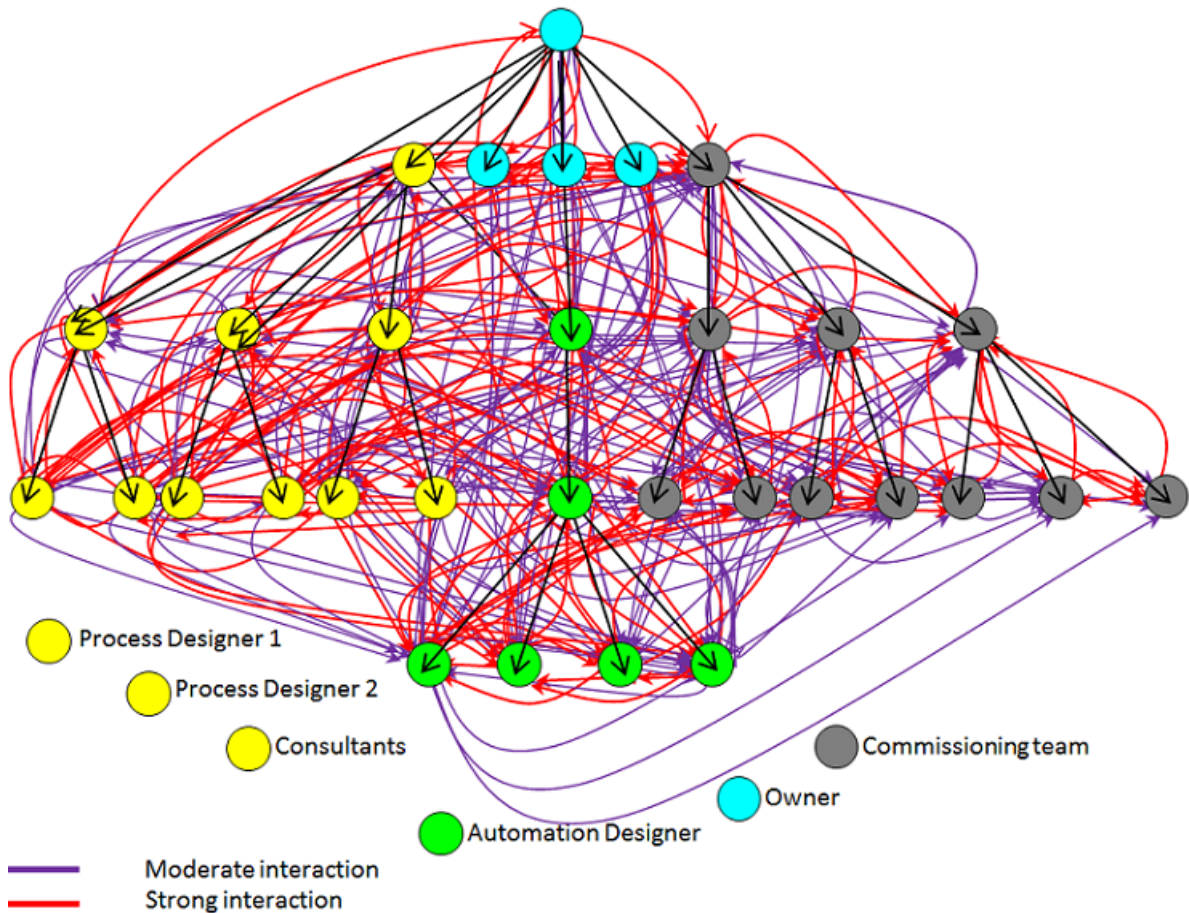 Process Designer 1
Process Designer 2
Consultants
Commissioning team
Owner
Automation Designer
Moderate interaction
Strong interaction